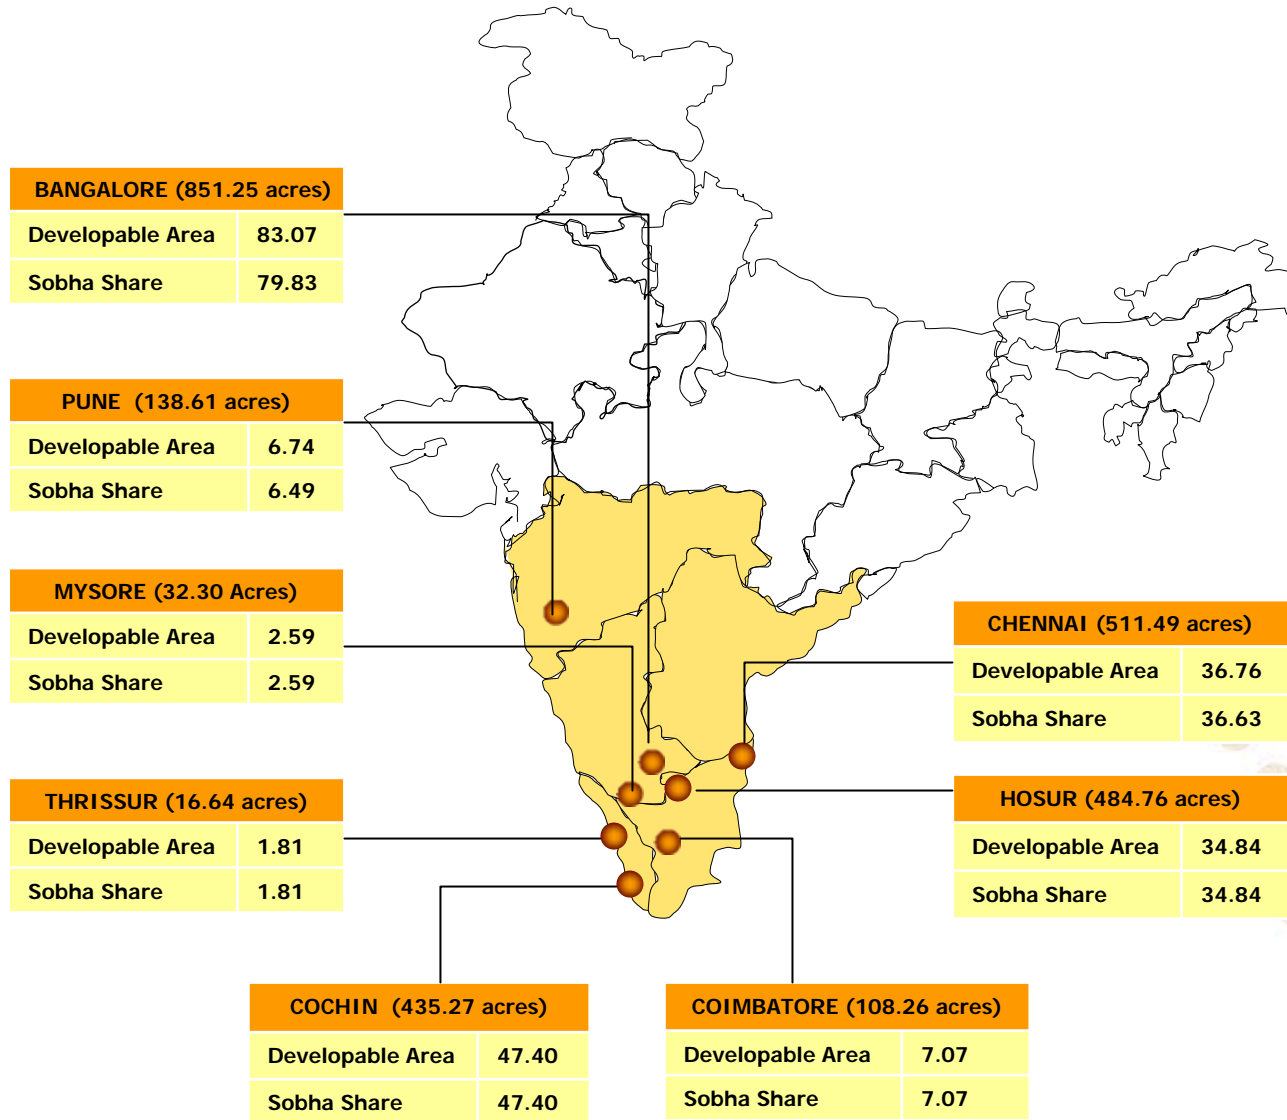 BANGALORE (851.25 acres)
Developable Area 83.07
Sobha Share 79.83
PUNE (138.61 acres)
Developable Area 6.74
Sobha Share 6.49
MYSORE (32.30 Acres)
Developable Area 2.59
Sobha Share 2.59
THRISSUR (16.64 acres)
Developable Area 1.81
Sobha Share 1.81
CHENNAI (511.49 acres)
Developable Area 36.76
Sobha Share 36.63
HOSUR (484.76 acres)
Developable Area 34.84
Sobha Share 34.84
COCHIN (435.27 acres)
Developable Area 47.40
Sobha Share 47.40
COIMBATORE (108.26 acres)
Developable Area 7.07
Sobha Share 7.07